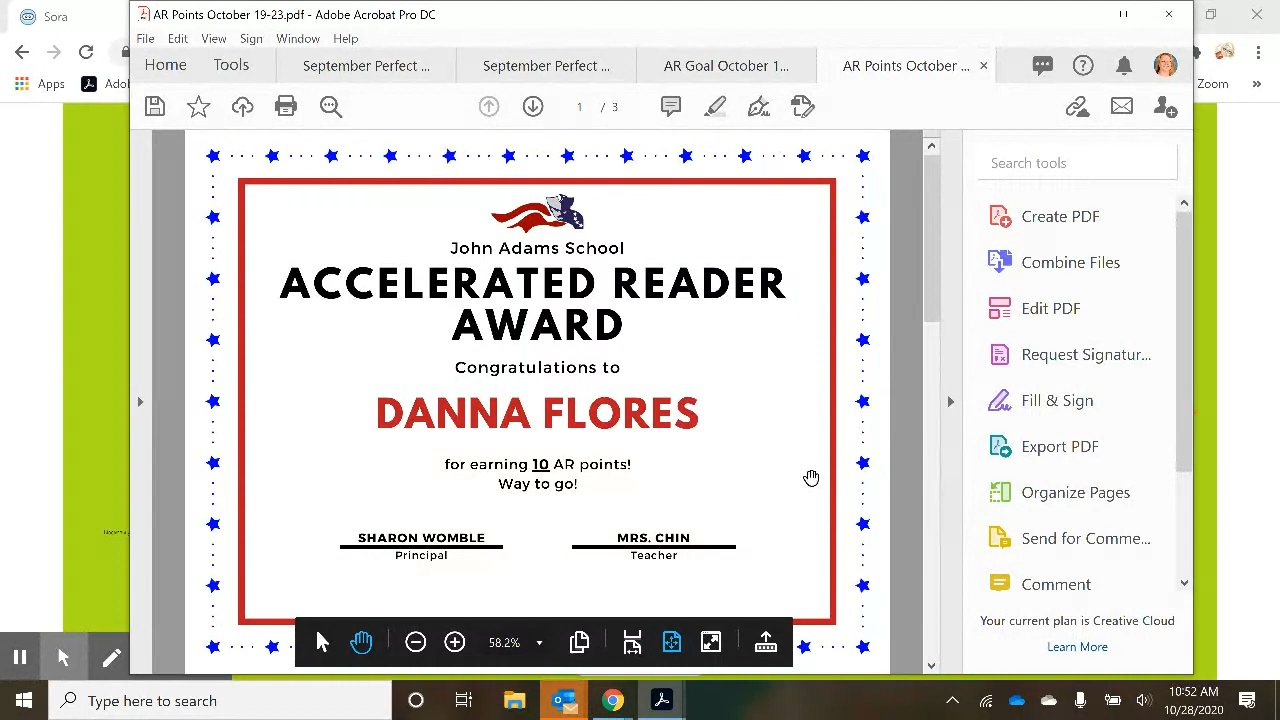 Sora
AR Points October 19-23.pdf - Adobe Acrobat Pro DC
File Edit View Sign Window Help
Home Tools September Perfect ... September Perfect ... AR Goal October 1... AR Points October ...
Apps
Zoom
1 / 3
Search tools
Create PDF
Combine Files
Edit PDF
Request Signatur...
Fill & Sign
Export PDF
Organize Pages
Send for Comme...
Comment
Your current plan is Creative Cloud
Learn More
John Adams School
ACCELERATED READER
AWARD
Congratulations to
DANNA FLORES
for earning 10 AR points!
Way to go!
SHARON WOMBLE MRS. CHIN
Principal Teacher
58.2%
Type here to search
10:52 AM
10/28/2020